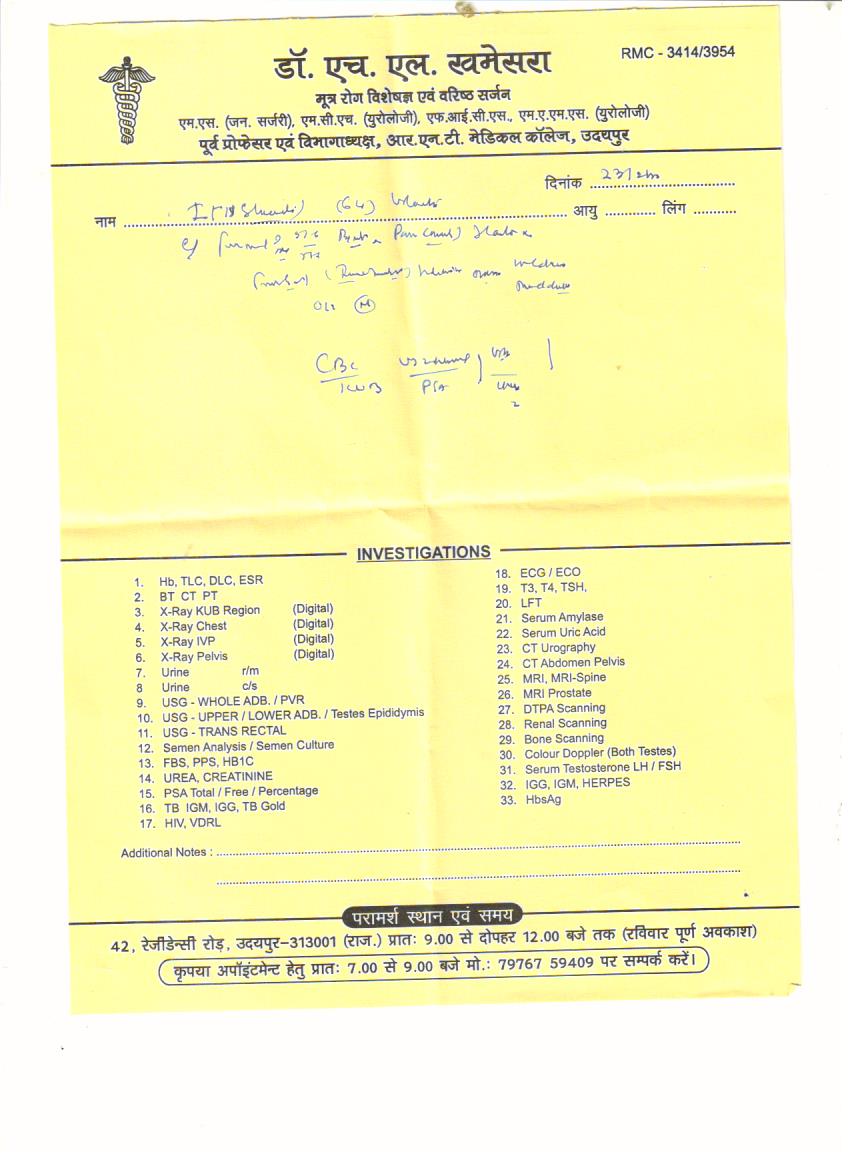 डॉ. एच. एल. खमेसरा
RMC - 3414/3954
मूत्र रोग विशेषज्ञ एवं वरिष्ठ सर्जन
एम.एस. (जन. सर्जरी), एम.सी.एच. (यूरोलोजी), एफ.आई.सी.एस., एम.ए.एम.एस. (यूरोलोजी)
पूर्व प्रोफेसर एवं विभागाध्यक्ष, आर.एन.टी. मेडिकल कॉलेज, उदयपुर
दिनांक
नाम (64) आयु लिंग
CBC
KUB PSA
INVESTIGATIONS
1. Hb, TLC, DLC, ESR
2. BT CT PT
3. X-Ray KUB Region (Digital)
4. X-Ray Chest (Digital)
5. X-Ray IVP (Digital)
6. X-Ray Pelvis (Digital)
7. Urine r/m
8 Urine c/s
9. USG - WHOLE ADB. / PVR
10. USG - UPPER / LOWER ADB. / Testes Epididymis
11. USG - TRANS RECTAL
12. Semen Analysis / Semen Culture
13. FBS, PPS, HB1C
14. UREA, CREATININE
15. PSA Total / Free / Percentage
16. TB IGM, IGG, TB Gold
17. HIV, VDRL
18. ECG / ECO
19. T3, T4, TSH,
20. LFT
21. Serum Amylase
22. Serum Uric Acid
23. CT Urography
24. CT Abdomen Pelvis
25. MRI, MRI-Spine
26. MRI Prostate
27. DTPA Scanning
28. Renal Scanning
29. Bone Scanning
30. Colour Doppler (Both Testes)
31. Serum Testosterone LH / FSH
32. IGG, IGM, HERPES
33. HbsAg
Additional Notes :
परामर्श स्थान एवं समय
42, रेजीडेन्सी रोड़, उदयपुर-313001 (राज.) प्रातः 9.00 से दोपहर 12.00 बजे तक (रविवार पूर्ण अवकाश)
कृपया अपॉइंटमेन्ट हेतु प्रातः 7.00 से 9.00 बजे मो.: 79767 59409 पर सम्पर्क करें।